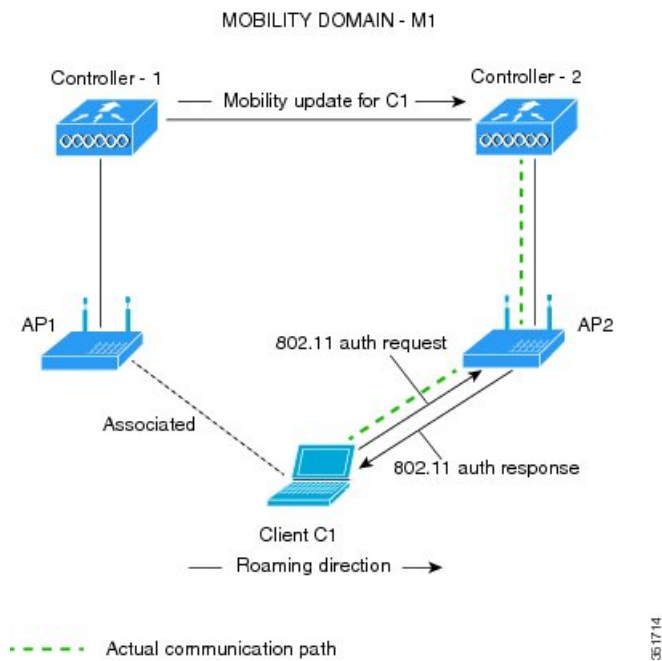 MOBILITY DOMAIN - M1
Controller - 1
Controller - 2
Mobility update for C1
AP1
AP2
802.11 auth request
Associated
802.11 auth response
Client C1
Roaming direction
Actual communication path
351714